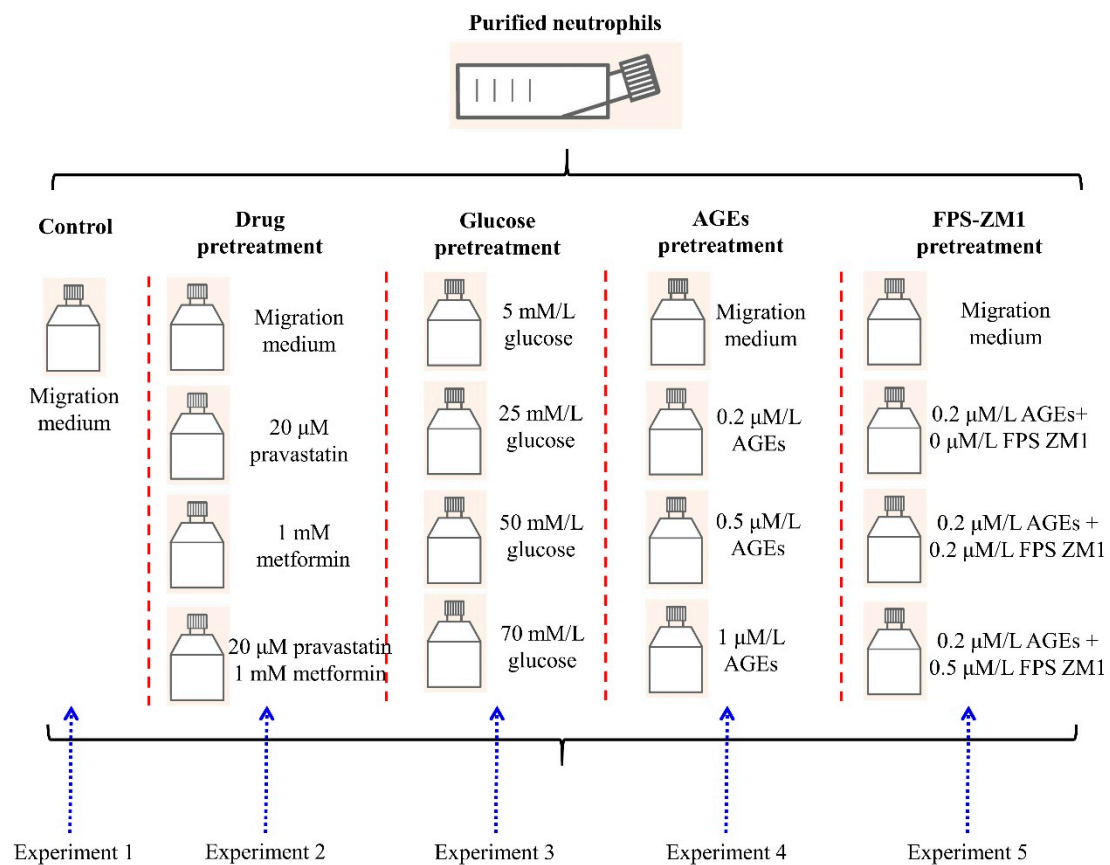 Purified neutrophils
Control
Drug
pretreatment
Glucose
pretreatment
AGEs
pretreatment
FPS-ZM1
pretreatment
Migration
medium
Migration
medium
20 μM
pravastatin
1 mM
metformin
20 μM pravastatin
1 mM metformin
5 mM/L
glucose
25 mM/L
glucose
50 mM/L
glucose
70 mM/L
glucose
Migration
medium
0.2 μM/L
AGEs
0.5 μM/L
AGEs
1 μM/L
AGEs
Migration
medium
0.2 μM/L AGEs+
0 μM/L FPS ZM1
0.2 μM/L AGEs +
0.2 μM/L FPS ZM1
0.2 μM/L AGEs +
0.5 μM/L FPS ZM1
Experiment 1
Experiment 2
Experiment 3
Experiment 4
Experiment 5